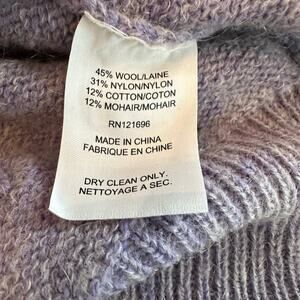 45% WOOL/LAINE
31% NYLON/NYLON
12% COTTON/COTON
12% MOHAIR/MOHAIR
RN121696
MADE IN CHINA
FABRIQUE EN CHINE
DRY CLEAN ONLY.
NETTOYAGE A SEC.